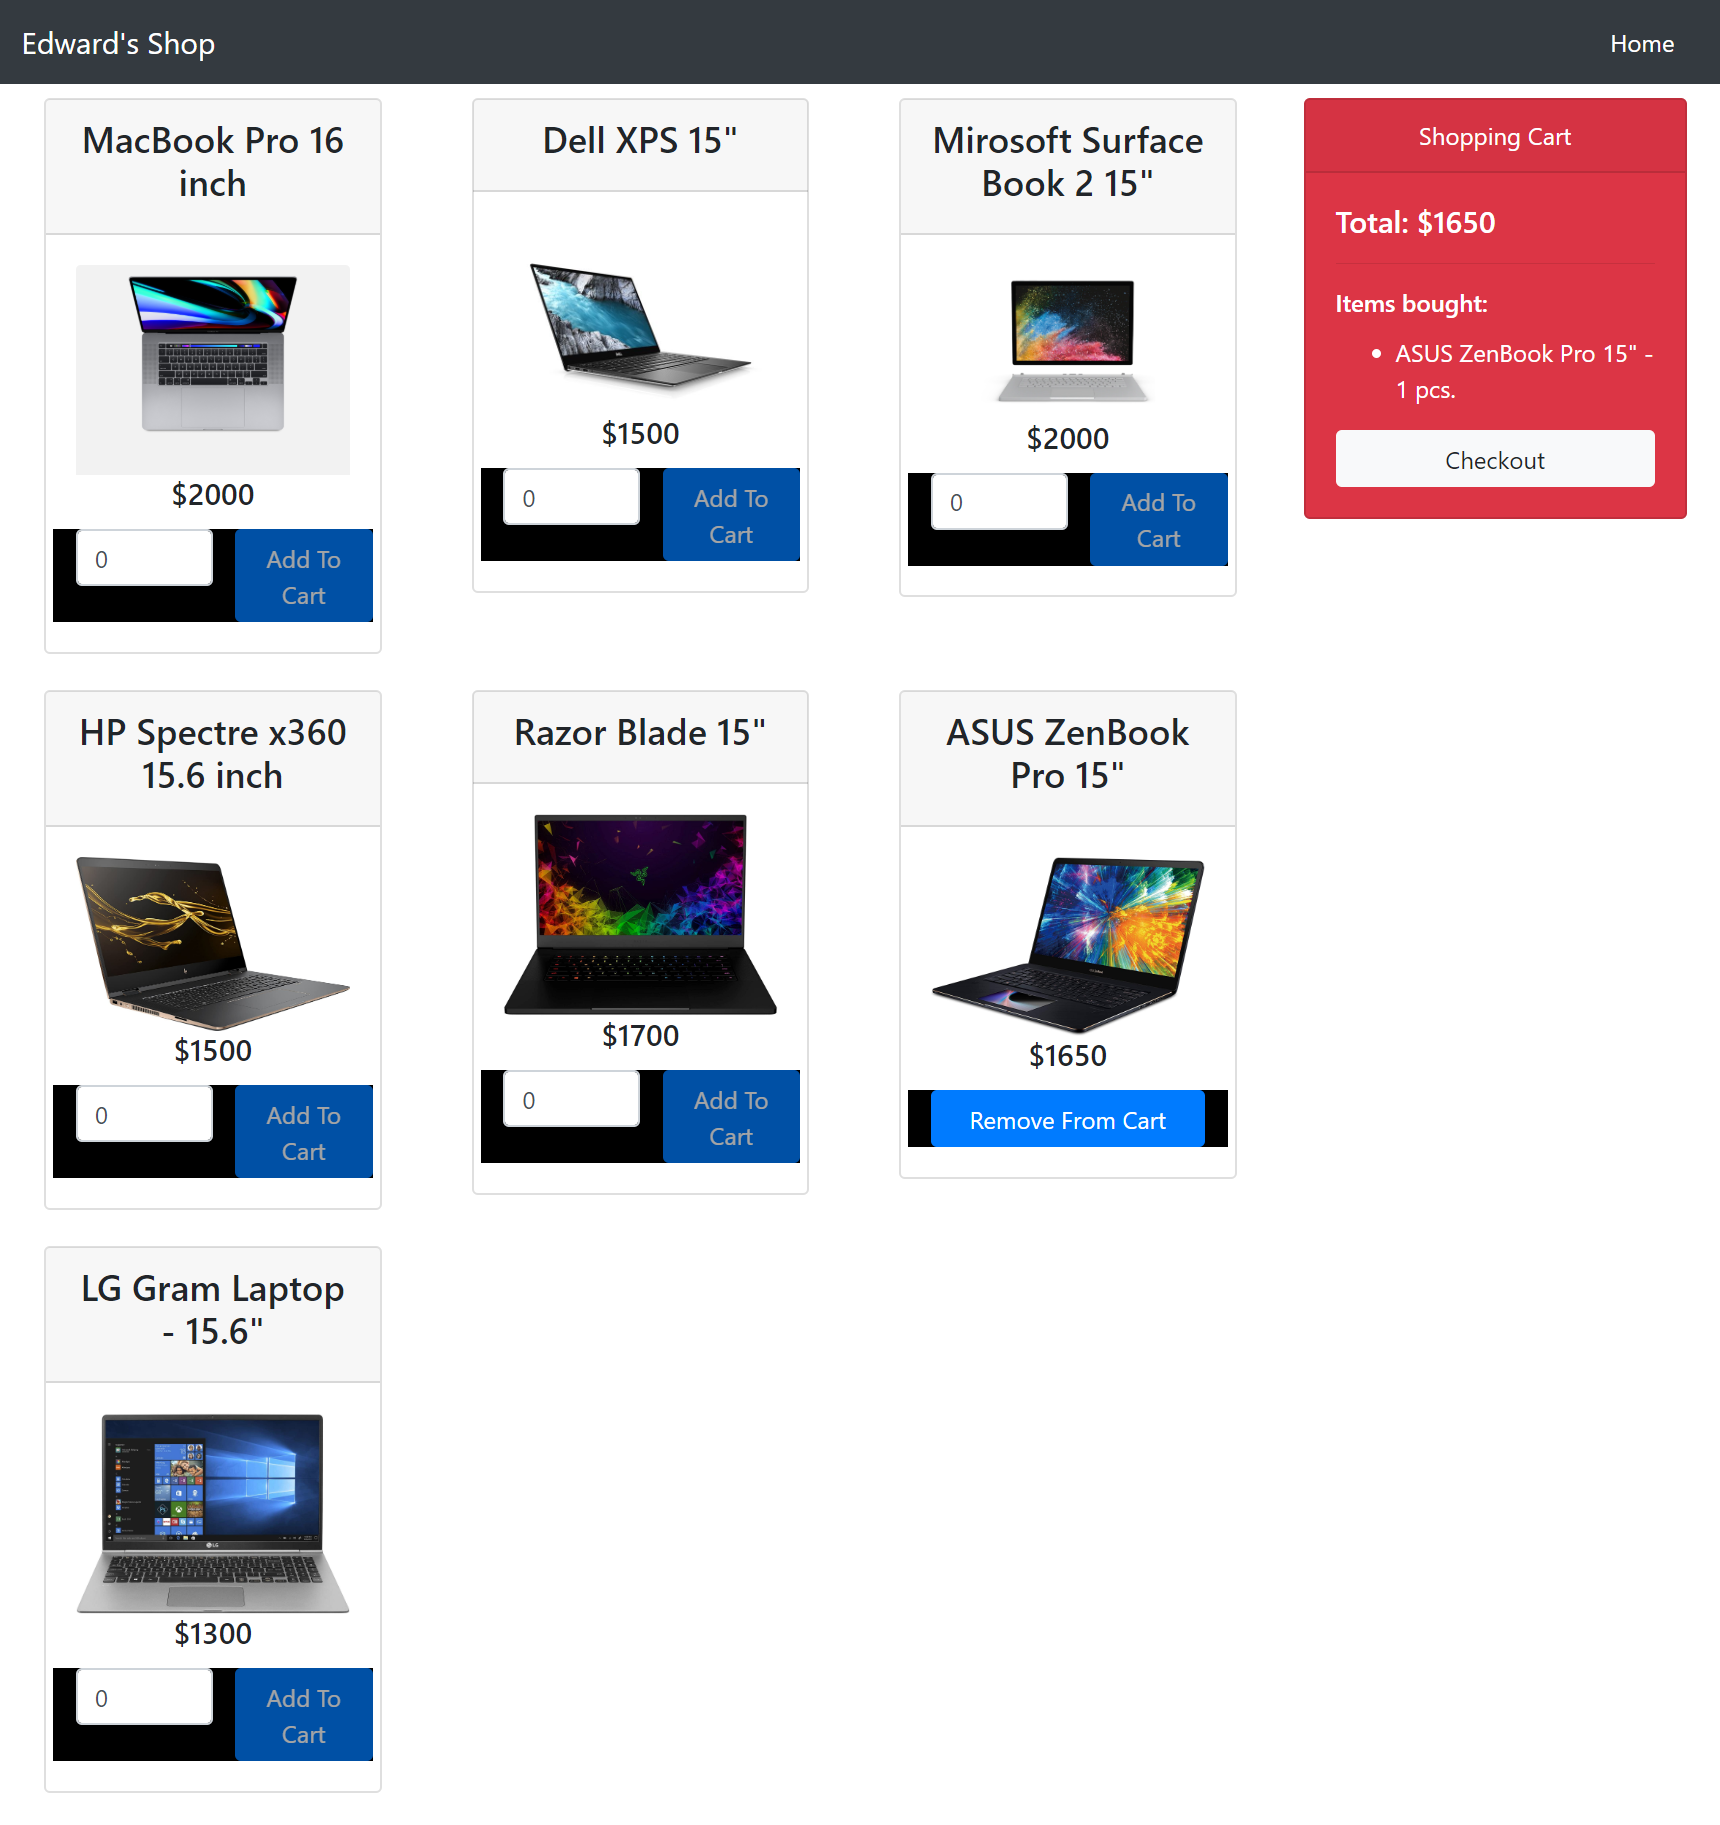 Edward's Shop
Home
MacBook Pro 16
inch
$2000
0
Add To
Cart
Dell XPS 15"
$1500
0
Add To
Cart
Mirosoft Surface
Book 2 15"
$2000
0
Add To
Cart
Shopping Cart
Total: $1650
Items bought:
ASUS ZenBook Pro 15" -
1 pcs.
Checkout
HP Spectre x360
15.6 inch
$1500
0
Add To
Cart
Razor Blade 15"
$1700
0
Add To
Cart
ASUS ZenBook
Pro 15"
$1650
Remove From Cart
LG Gram Laptop
- 15.6"
LG
$1300
0
Add To
Cart